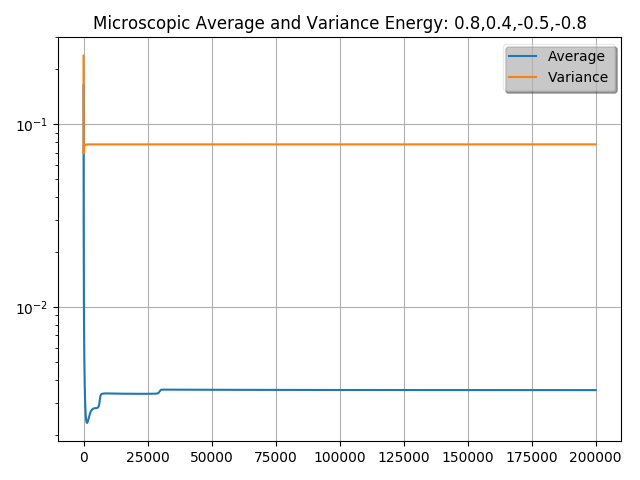 Microscopic Average and Variance Energy: 0.8,0.4,-0.5,-0.8
Average
Variance
10⁻¹
10⁻²
0 25000 50000 75000 100000 125000 150000 175000 200000